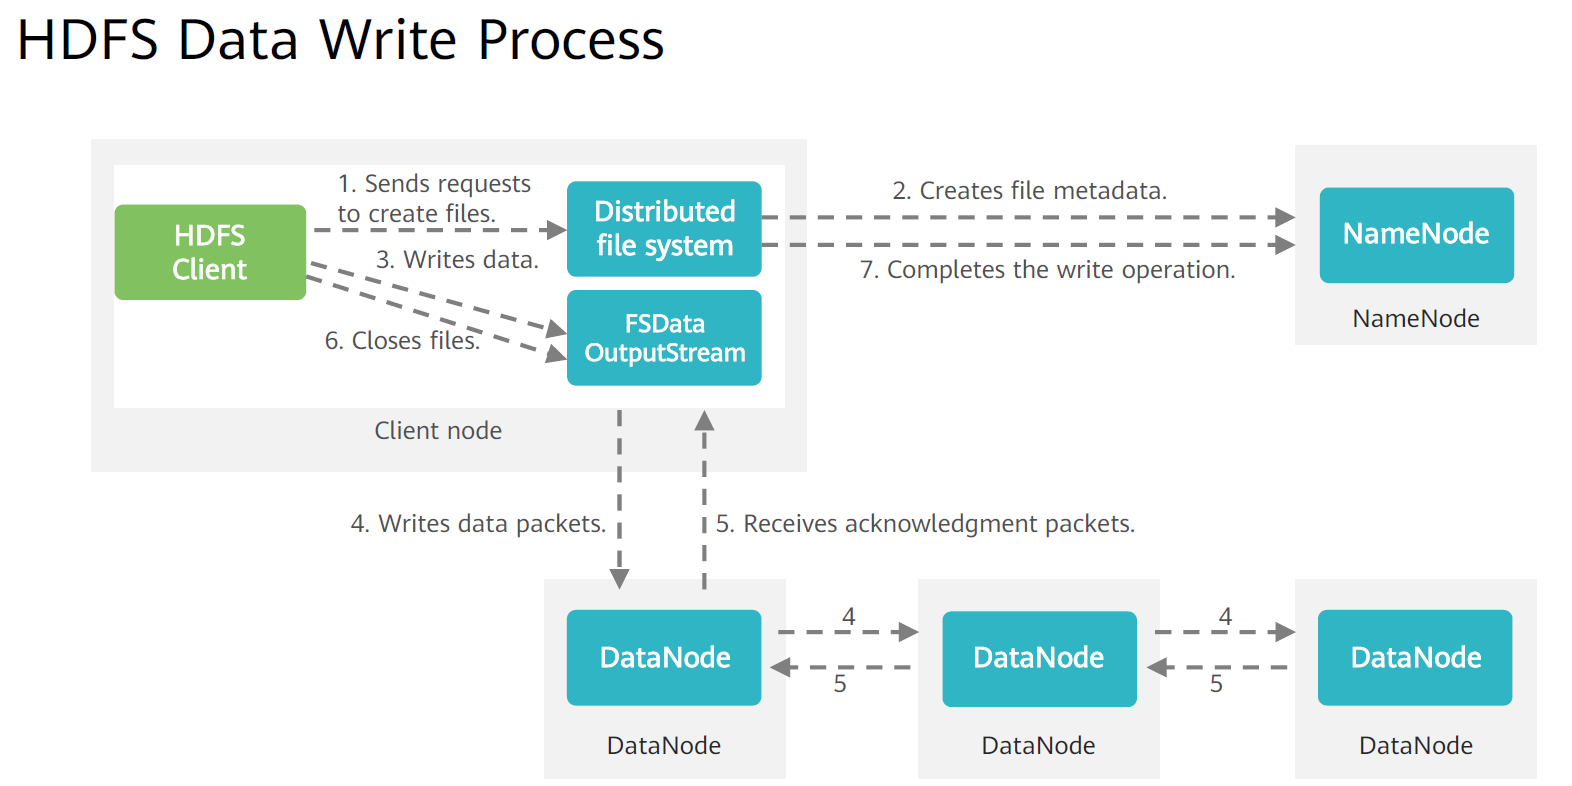 HDFS Data Write Process
1. Sends requests
to create files.
HDFS
Client
Distributed
file system
2. Creates file metadata.
NameNode
3. Writes data.
7. Completes the write operation.
FSData
OutputStream
6. Closes files.
NameNode
Client node
4. Writes data packets.
5. Receives acknowledgment packets.
DataNode
4
5
DataNode
4
5
DataNode
DataNode
DataNode
DataNode